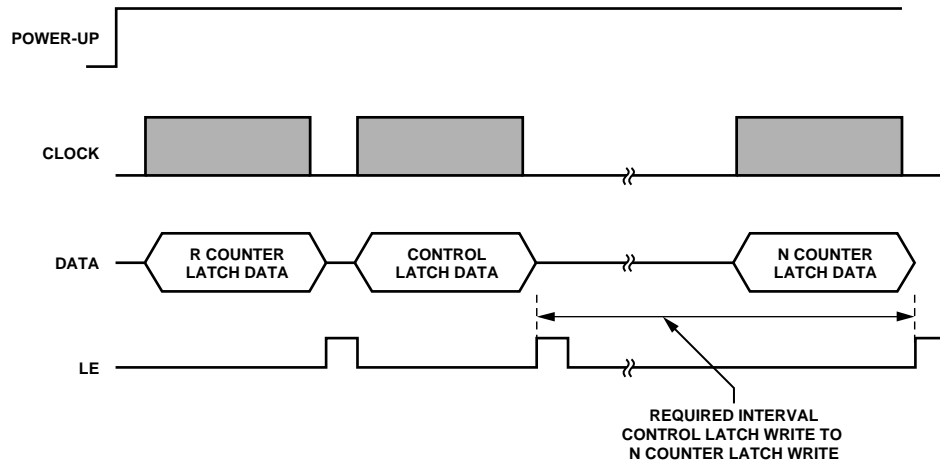 POWER-UP
CLOCK
DATA
R COUNTER
LATCH DATA
CONTROL
LATCH DATA
N COUNTER
LATCH DATA
LE
REQUIRED INTERVAL
CONTROL LATCH WRITE TO
N COUNTER LATCH WRITE